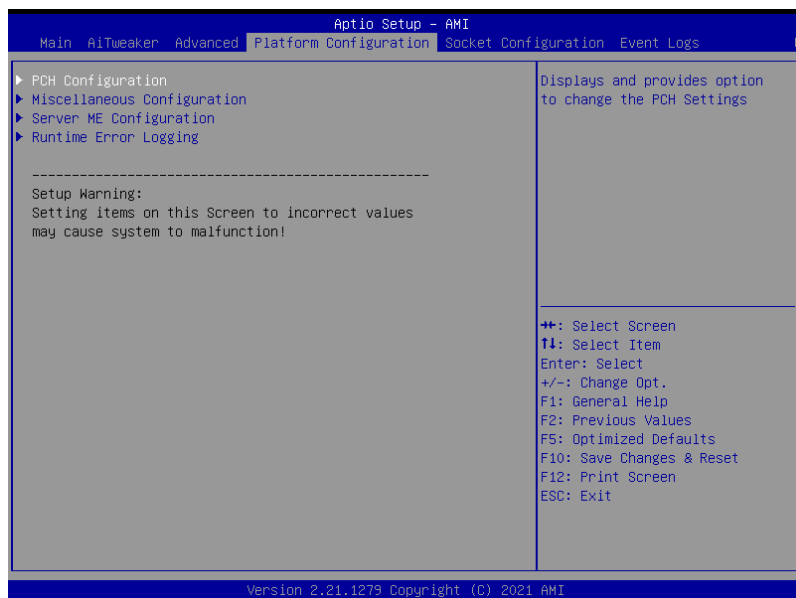 Aptio Setup – AMI
Main AiTweaker Advanced Platform Configuration Socket Configuration Event Logs
▶ PCH Configuration
▶ Miscellaneous Configuration
▶ Server ME Configuration
▶ Runtime Error Logging
--------------------------------------------------
Setup Warning:
Setting items on this Screen to incorrect values
may cause system to malfunction!
Displays and provides option
to change the PCH Settings
→←: Select Screen
↑↓: Select Item
Enter: Select
+/-: Change Opt.
F1: General Help
F2: Previous Values
F5: Optimized Defaults
F10: Save Changes & Reset
F12: Print Screen
ESC: Exit
Version 2.21.1279 Copyright (C) 2021 AMI